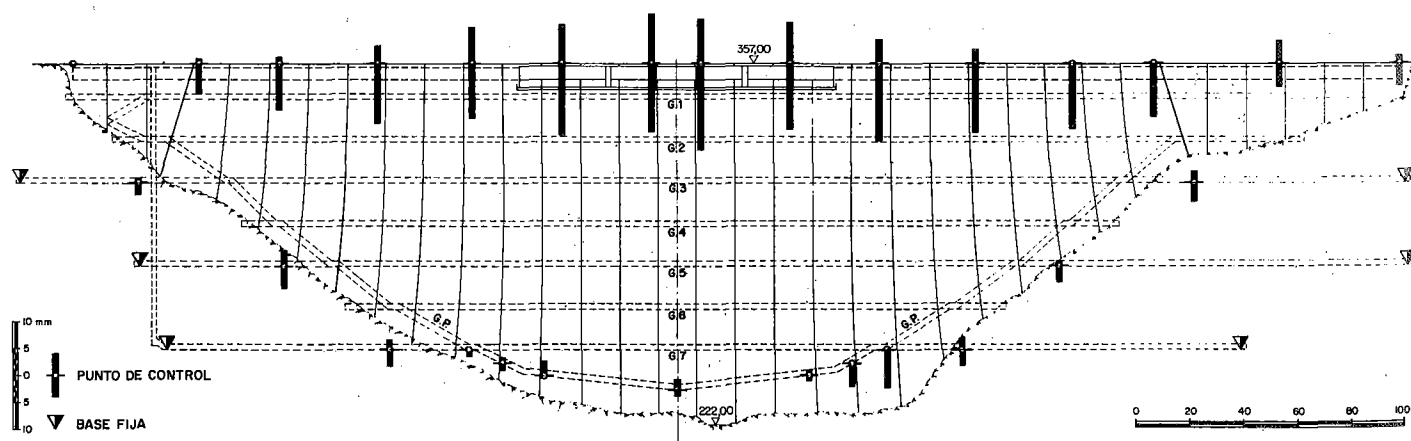 357,00
G.1
G.2
G.3
G.4
G.5
G.6
G.P.
G.P.
G.7
10 mm
5
0
5
10
PUNTO DE CONTROL
BASE FIJA
222,00
0 20 40 60 80 100